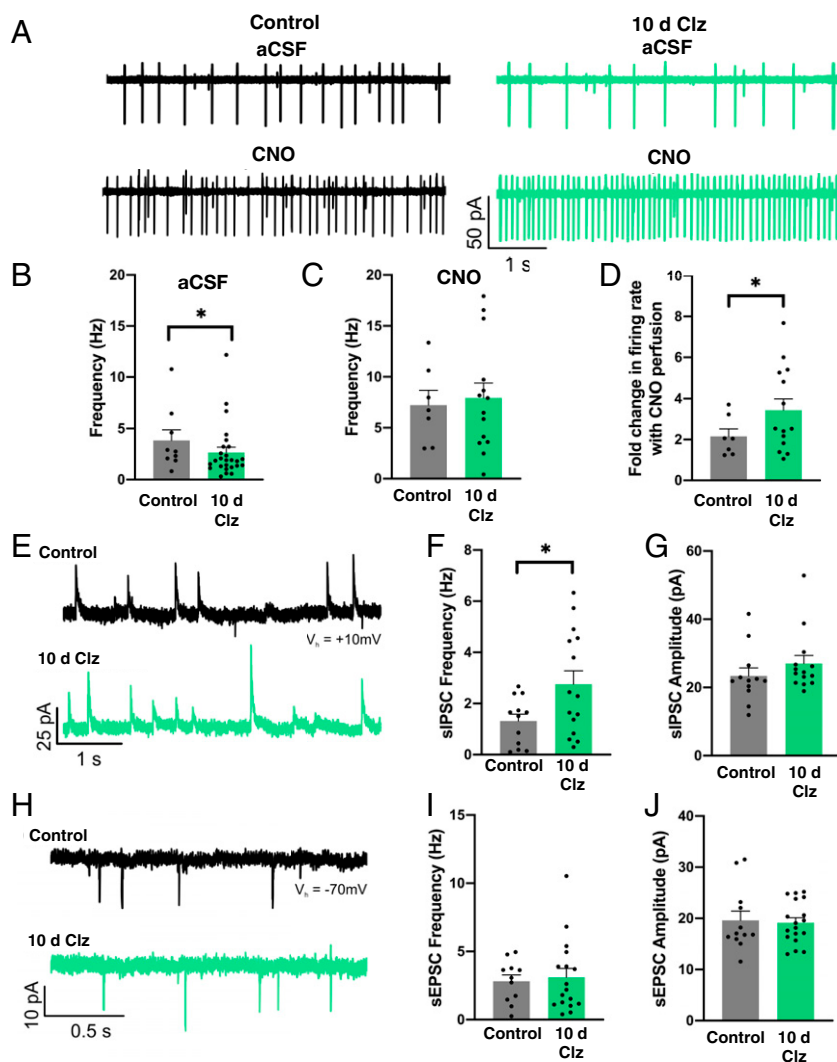 A
Control
aCSF
10 d Clz
aCSF
CNO
CNO
50 pA
1 s
B
aCSF
Frequency (Hz)
20
15
10
5
0
*
Control
10 d
Clz
C
CNO
Frequency (Hz)
20
15
10
5
0
Control
10 d
Clz
D
Fold change in firing rate
with CNO perfusion
10
8
6
4
2
0
*
Control
10 d
Clz
E
Control
Vh = +10mV
10 d Clz
25 pA
1 s
F
sIPSC Frequency (Hz)
8
6
4
2
0
*
Control
10 d
Clz
G
sIPSC Amplitude (pA)
60
40
20
0
Control
10 d
Clz
H
Control
Vh = -70mV
10 d Clz
10 pA
0.5 s
I
sEPSC Frequency (Hz)
15
10
5
0
Control
10 d
Clz
J
sEPSC Amplitude (pA)
40
30
20
10
0
Control
10 d
Clz